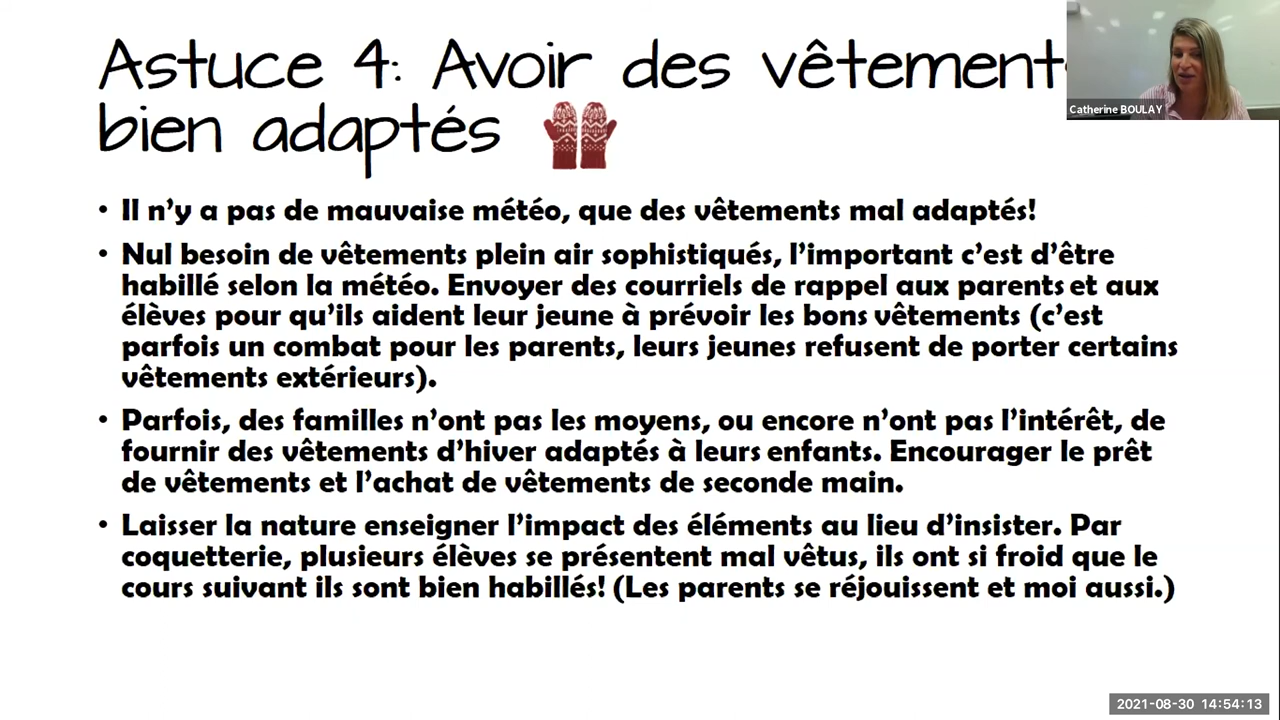 Astuce 4: Avoir des vêtement
bien adaptés
Catherine BOULAY
• Il n’y a pas de mauvaise météo, que des vêtements mal adaptés!
• Nul besoin de vêtements plein air sophistiqués, l’important c’est d’être
habillé selon la météo. Envoyer des courriels de rappel aux parents et aux
élèves pour qu’ils aident leur jeune à prévoir les bons vêtements (c’est
parfois un combat pour les parents, leurs jeunes refusent de porter certains
vêtements extérieurs).
• Parfois, des familles n’ont pas les moyens, ou encore n’ont pas l’intérêt, de
fournir des vêtements d’hiver adaptés à leurs enfants. Encourager le prêt
de vêtements et l’achat de vêtements de seconde main.
• Laisser la nature enseigner l’impact des éléments au lieu d’insister. Par
coquetterie, plusieurs élèves se présentent mal vêtus, ils ont si froid que le
cours suivant ils sont bien habillés! (Les parents se réjouissent et moi aussi.)
2021-08-30 14:54:13